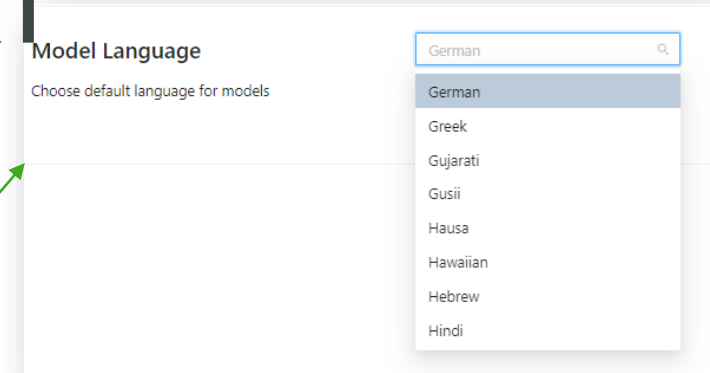 Model Language
Choose default language for models
German
German
Greek
Gujarati
Gusii
Hausa
Hawaiian
Hebrew
Hindi